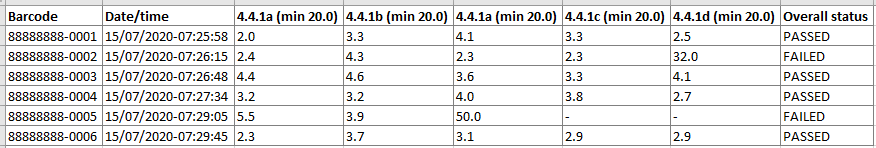 Barcode Date/time 4.4.1a (min 20.0) 4.4.1b (min 20.0) 4.4.1a (min 20.0) 4.4.1c (min 20.0) 4.4.1d (min 20.0) Overall status
88888888-0001 15/07/2020-07:25:58 2.0 3.3 4.1 3.3 2.5 PASSED
88888888-0002 15/07/2020-07:26:15 2.4 4.3 2.3 2.3 32.0 FAILED
88888888-0003 15/07/2020-07:26:48 4.4 4.6 3.6 3.3 4.1 PASSED
88888888-0004 15/07/2020-07:27:34 3.2 3.2 4.0 3.8 2.7 PASSED
88888888-0005 15/07/2020-07:29:05 5.5 3.9 50.0 - - FAILED
88888888-0006 15/07/2020-07:29:45 2.3 3.7 3.1 2.9 2.9 PASSED